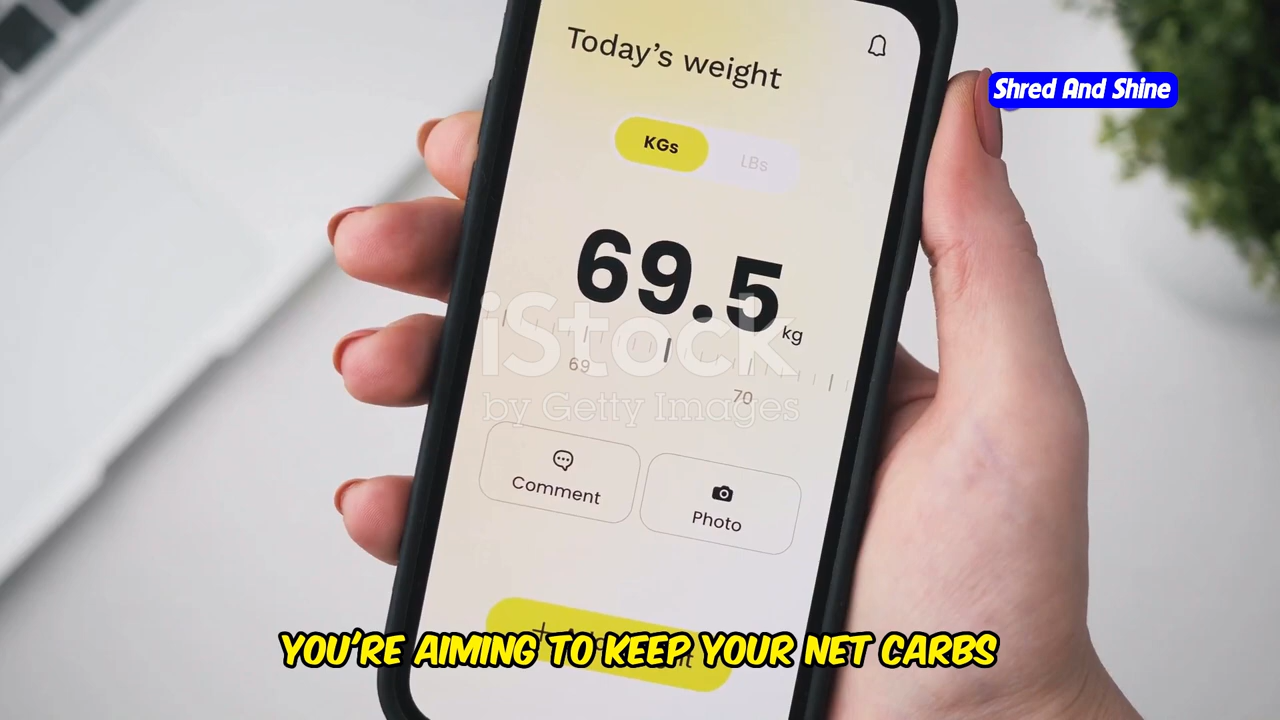 Today's weight
Shred And Shine
KGs
LBs
69.5 kg
iStock
by Getty Images
69
70
Comment
Photo
YOU'RE AIMING TO KEEP YOUR NET CARBS